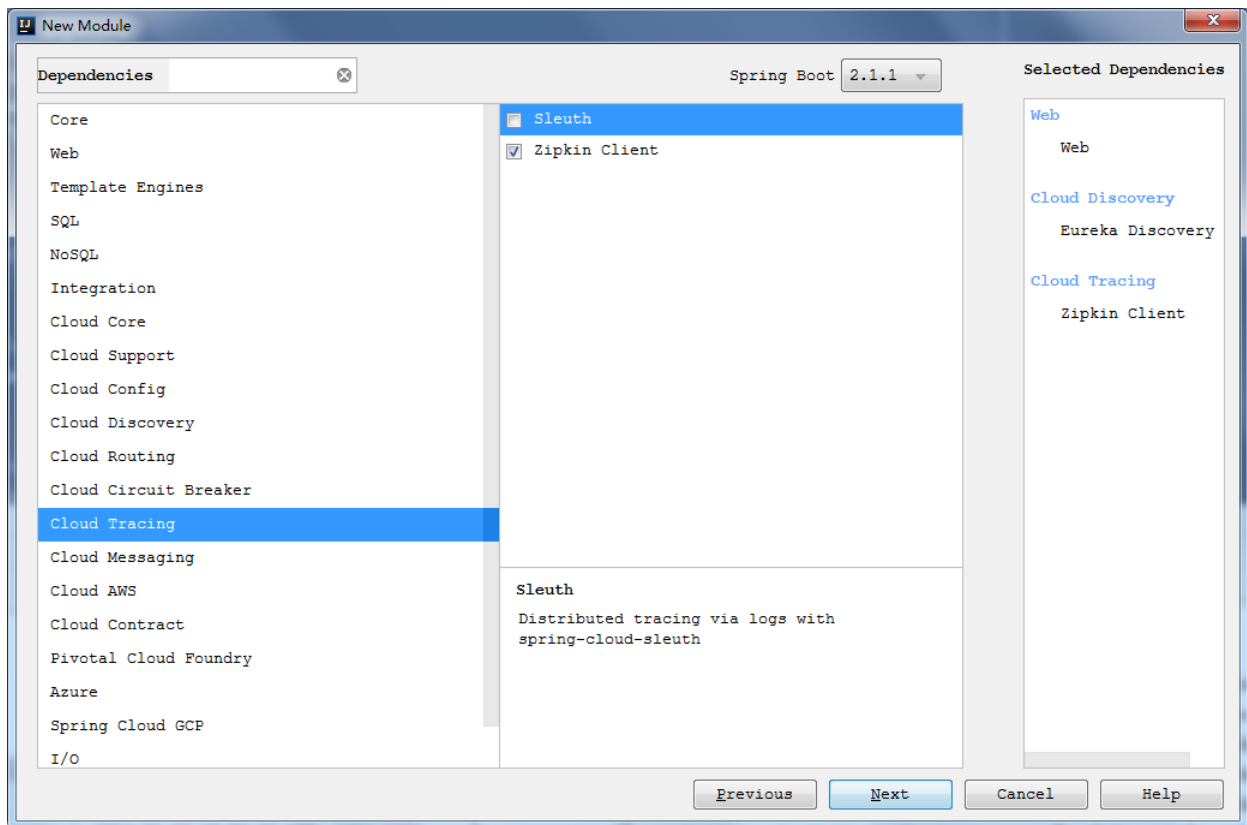 New Module
Dependencies
Spring Boot 2.1.1
Selected Dependencies
Core
Web
Template Engines
SQL
NoSQL
Integration
Cloud Core
Cloud Support
Cloud Config
Cloud Discovery
Cloud Routing
Cloud Circuit Breaker
Cloud Tracing
Cloud Messaging
Cloud AWS
Cloud Contract
Pivotal Cloud Foundry
Azure
Spring Cloud GCP
I/O
Sleuth
Zipkin Client
Sleuth
Distributed tracing via logs with
spring-cloud-sleuth
Web
Web
Cloud Discovery
Eureka Discovery
Cloud Tracing
Zipkin Client
Previous
Next
Cancel
Help